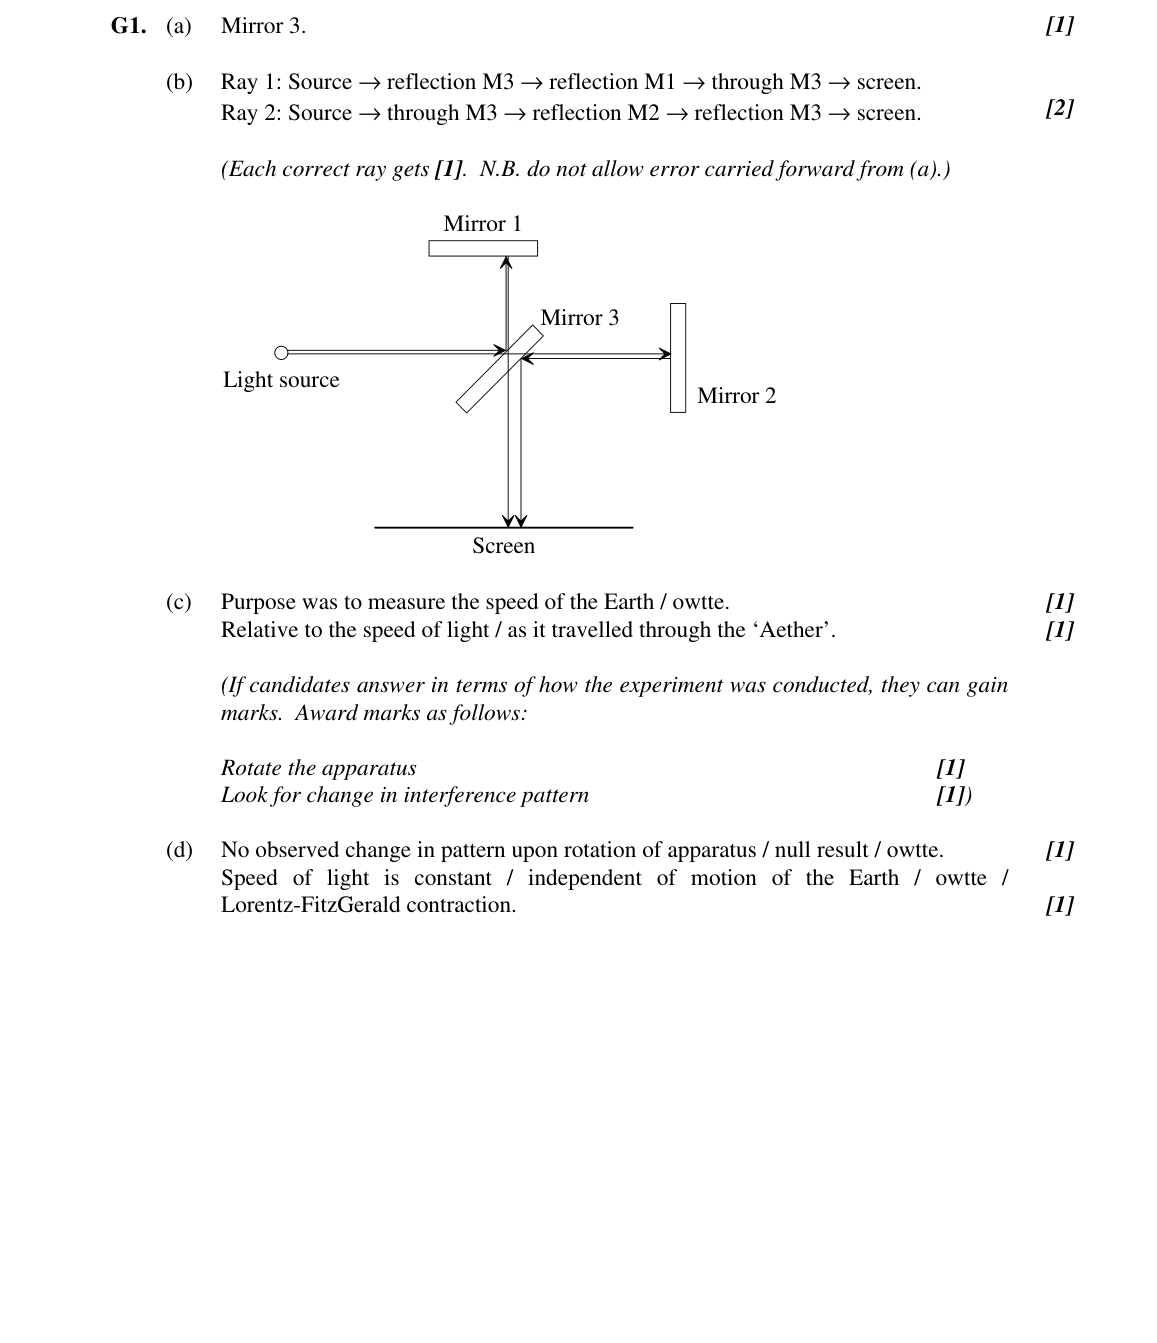 G1. (a) Mirror 3. [1]
(b) Ray 1: Source → reflection M3 → reflection M1 → through M3 → screen.
Ray 2: Source → through M3 → reflection M2 → reflection M3 → screen. [2]
(Each correct ray gets [1]. N.B. do not allow error carried forward from (a).)
Mirror 1
Mirror 3
Light source
Mirror 2
Screen
(c) Purpose was to measure the speed of the Earth / owtte. [1]
Relative to the speed of light / as it travelled through the ‘Aether’. [1]
(If candidates answer in terms of how the experiment was conducted, they can gain
marks. Award marks as follows:
Rotate the apparatus [1]
Look for change in interference pattern [1])
(d) No observed change in pattern upon rotation of apparatus / null result / owtte. [1]
Speed of light is constant / independent of motion of the Earth / owtte /
Lorentz-FitzGerald contraction. [1]